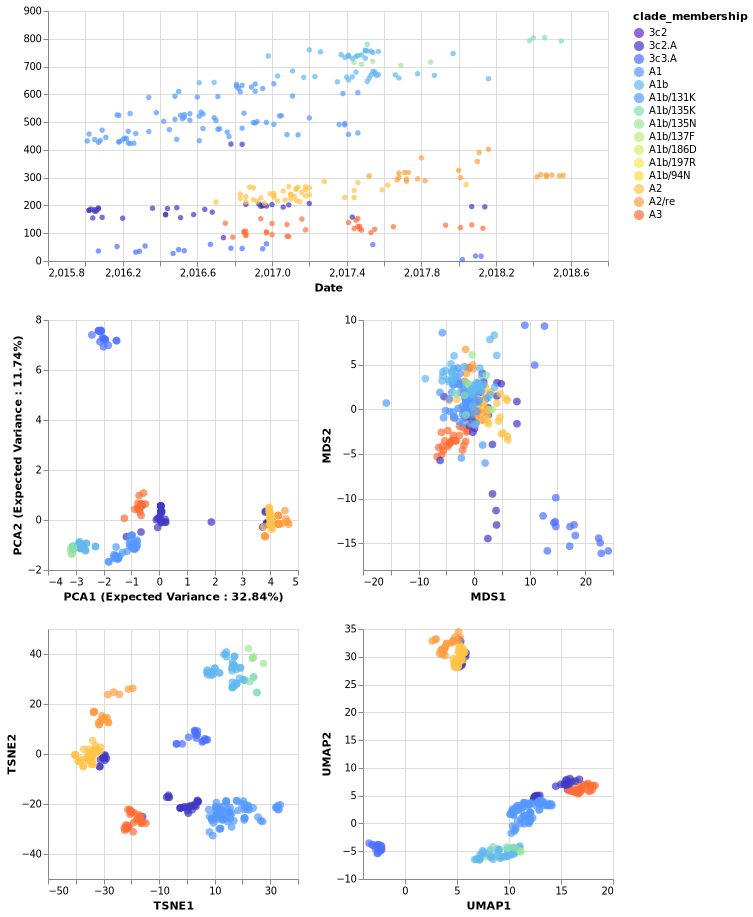 900
800
700
600
500
400
300
200
100
0
2,015.8 2,016.2 2,016.6 2,017.0 2,017.4 2,017.8 2,018.2 2,018.6
Date
clade_membership
3c2
3c2.A
3c3.A
A1
A1b
A1b/131K
A1b/135K
A1b/135N
A1b/137F
A1b/186D
A1b/197R
A1b/94N
A2
A2/re
A3
8
6
4
2
0
−2
−4 −3 −2 −1 0 1 2 3 4 5
PCA1 (Expected Variance : 32.84%)
PCA2 (Expected Variance : 11.74%)
10
5
0
−5
−10
−15
−20 −10 0 10 20
MDS1
MDS2
40
20
0
−20
−40
−50 −30 −10 10 30
TSNE1
TSNE2
35
30
25
20
15
10
5
0
−5
−10
0 5 10 15 20
UMAP1
UMAP2